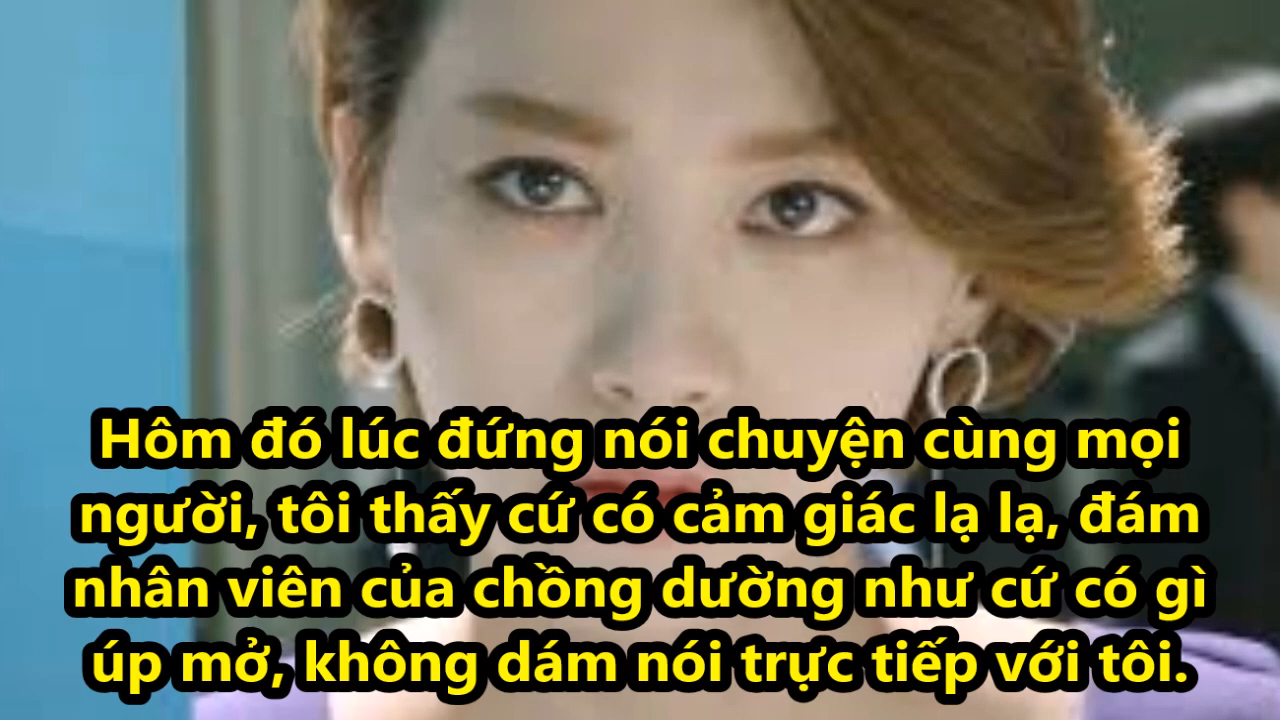 Hôm đó lúc đứng nói chuyện cùng mọi
người, tôi thấy cứ có cảm giác lạ lạ, đám
nhân viên của chồng dường như cứ có gì
úp mở, không dám nói trực tiếp với tôi.